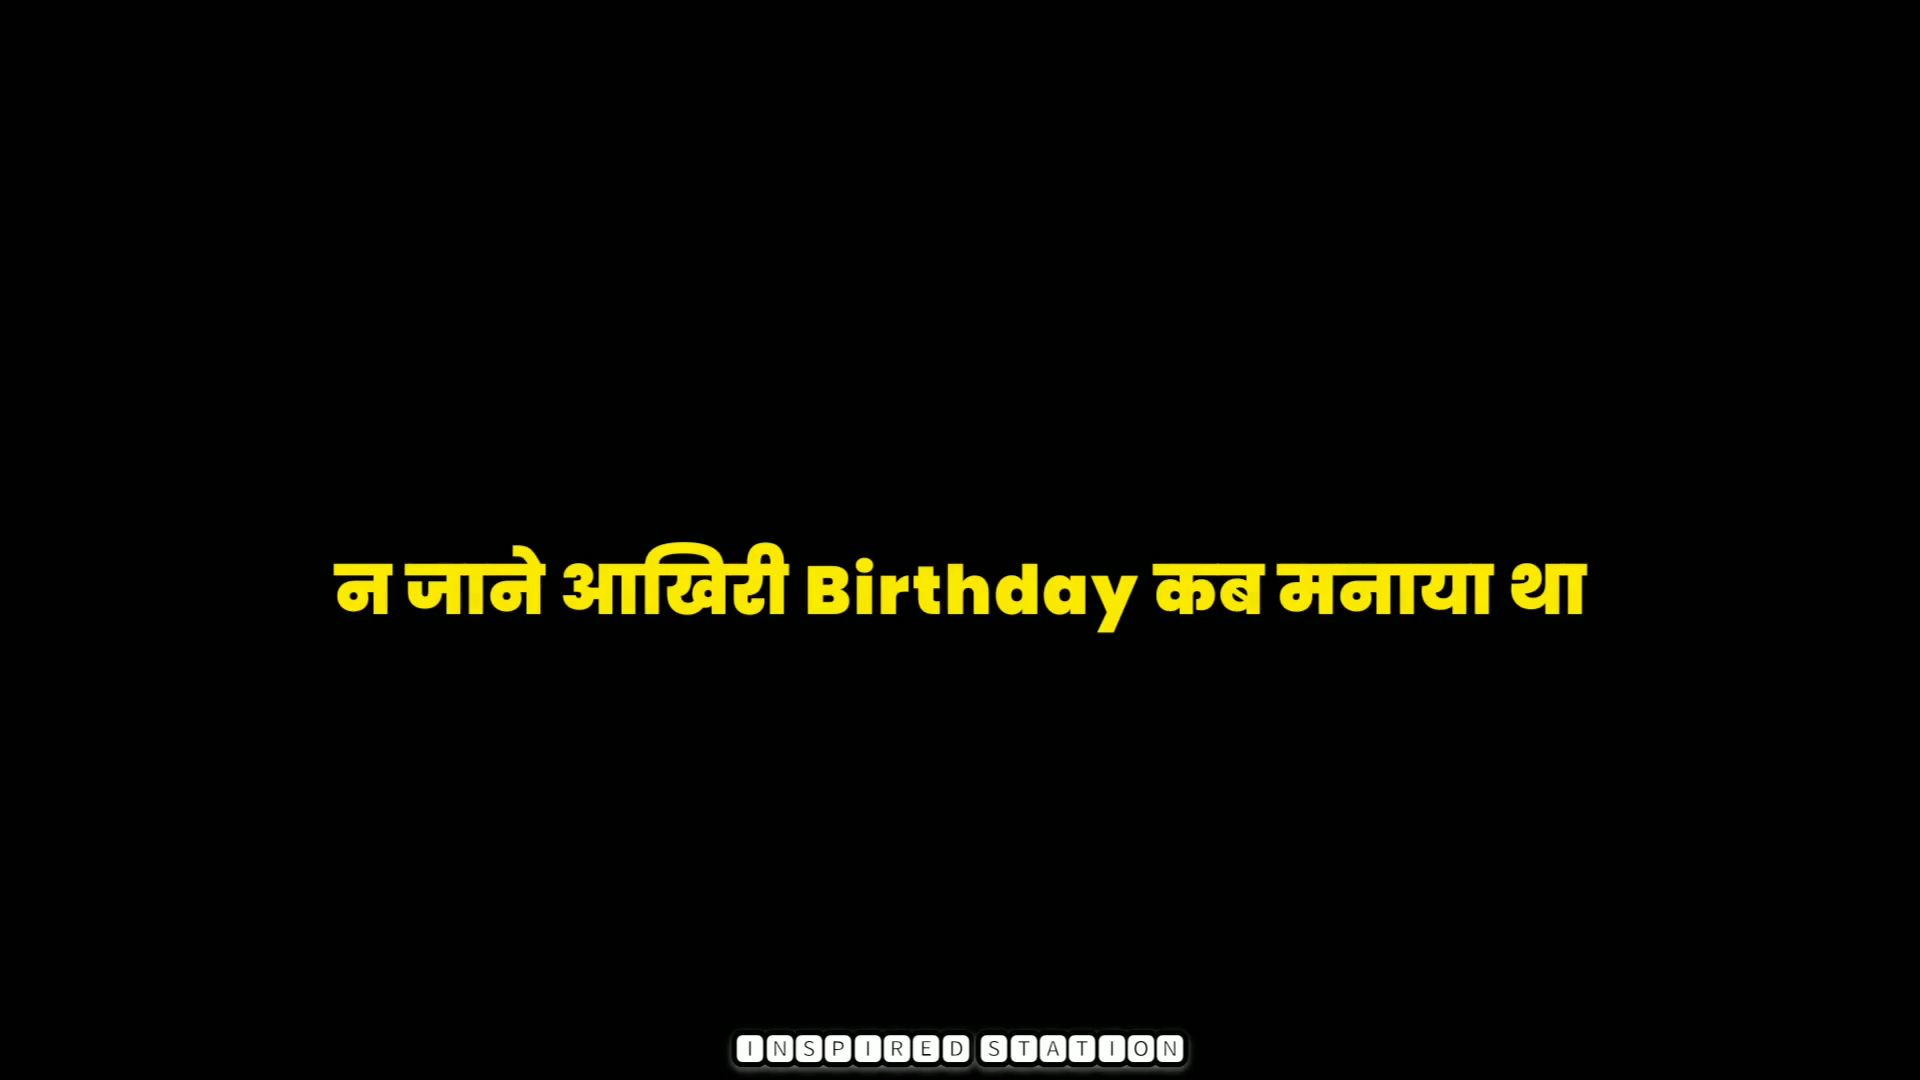 न जाने आखिरी Birthday कब मनाया था
INSPIRED STATION